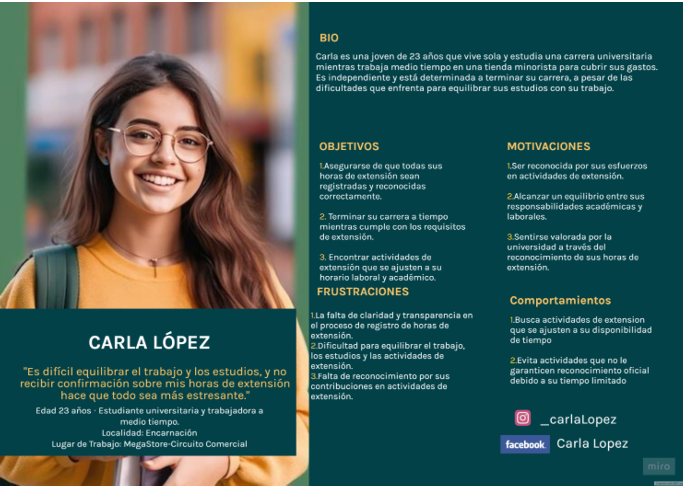 BIO
Carla es una joven de 23 años que vive sola y estudia una carrera universitaria
mientras trabaja medio tiempo en una tienda minorista para cubrir sus gastos.
Es independiente y está determinada a terminar su carrera, a pesar de las
dificultades que enfrenta para equilibrar sus estudios con su trabajo.
OBJETIVOS
1.Asegurarse de que todas sus
horas de extensión sean
registradas y reconocidas
correctamente.
2. Terminar su carrera a tiempo
mientras cumple con los requisitos
de extensión.
3. Encontrar actividades de
extensión que se ajusten a su
horario laboral y académico.
MOTIVACIONES
1.Ser reconocida por sus esfuerzos
en actividades de extensión.
2.Alcanzar un equilibrio entre sus
responsabilidades académicas y
laborales.
3.Sentirse valorada por la
universidad a través del
reconocimiento de sus horas de
extensión.
FRUSTRACIONES
1.La falta de claridad y transparencia en
el proceso de registro de horas de
extensión.
2.Dificultad para equilibrar el trabajo,
los estudios y las actividades de
extensión.
3.Falta de reconocimiento por sus
contribuciones en actividades de
extensión.
Comportamientos
1.Busca actividades de extension
que se ajusten a su disponibilidad
de tiempo
2.Evita actividades que no le
garanticen reconocimiento oficial
debido a su tiempo limitado
CARLA LÓPEZ
"Es difícil equilibrar el trabajo y los estudios, y no
recibir confirmación sobre mis horas de extensión
hace que todo sea más estresante."
Edad 23 años · Estudiante universitaria y trabajadora a
medio tiempo.
Localidad: Encarnación
Lugar de Trabajo: MegaStore-Circuito Comercial
_carlaLopez
facebook Carla Lopez
miro